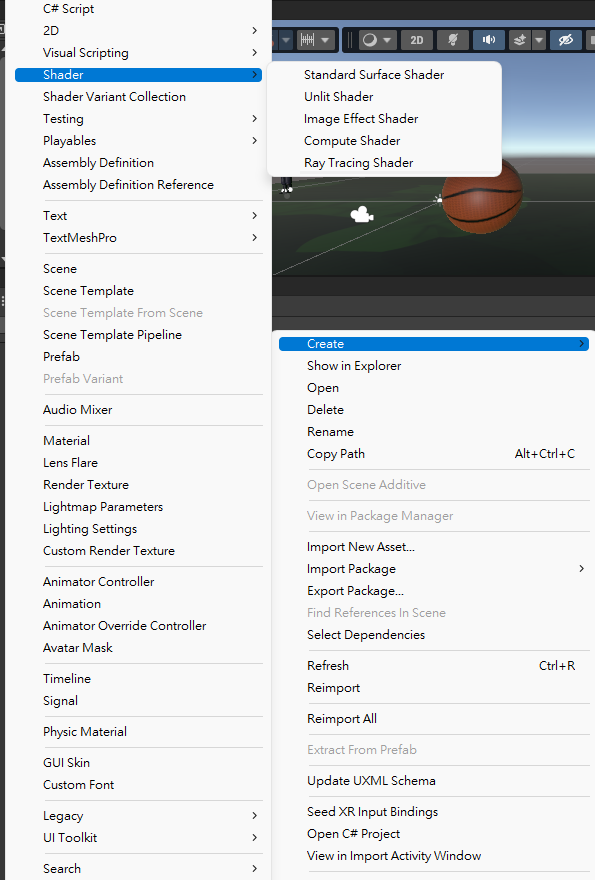 C# Script
2D
Visual Scripting
Shader
Shader Variant Collection
Testing
Playables
Assembly Definition
Assembly Definition Reference
Text
TextMeshPro
Scene
Scene Template
Scene Template From Scene
Scene Template Pipeline
Prefab
Prefab Variant
Audio Mixer
Material
Lens Flare
Render Texture
Lightmap Parameters
Lighting Settings
Custom Render Texture
Animator Controller
Animation
Animator Override Controller
Avatar Mask
Timeline
Signal
Physic Material
GUI Skin
Custom Font
Legacy
UI Toolkit
Search
2D
Standard Surface Shader
Unlit Shader
Image Effect Shader
Compute Shader
Ray Tracing Shader
Create
Show in Explorer
Open
Delete
Rename
Copy Path Alt+Ctrl+C
Open Scene Additive
View in Package Manager
Import New Asset...
Import Package
Export Package...
Find References In Scene
Select Dependencies
Refresh Ctrl+R
Reimport
Reimport All
Extract From Prefab
Update UXML Schema
Seed XR Input Bindings
Open C# Project
View in Import Activity Window